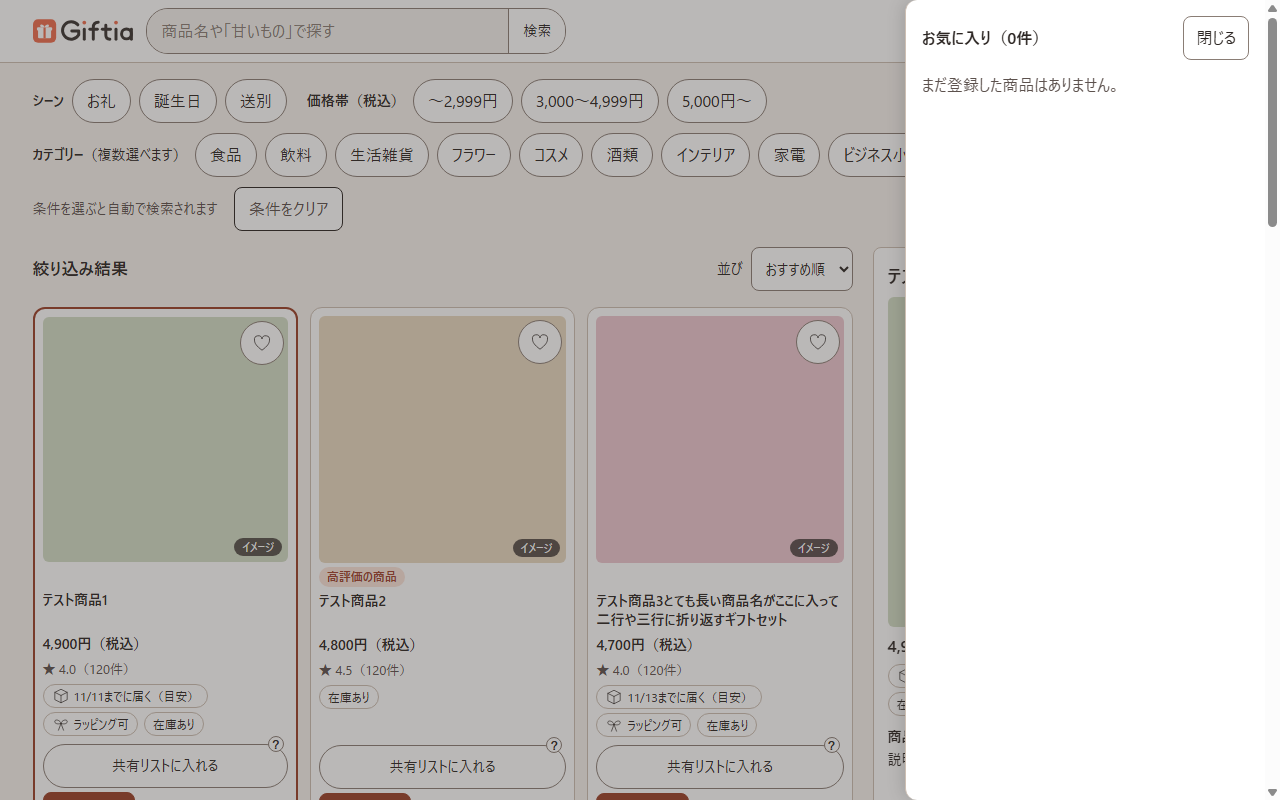 Giftia
商品名や「甘いもの」で探す
検索
シーン
お礼
誕生日
送別
価格帯（税込）
～2,999円
3,000～4,999円
5,000円～
カテゴリー（複数選べます）
食品
飲料
生活雑貨
フラワー
コスメ
酒類
インテリア
家電
ビジネス小
条件を選ぶと自動で検索されます
条件をクリア
絞り込み結果
並び
おすすめ順
イメージ
テスト商品1
4,900円（税込）
★ 4.0（120件）
11/11までに届く（目安）
ラッピング可
在庫あり
?
共有リストに入れる
イメージ
高評価の商品
テスト商品2
4,800円（税込）
★ 4.5（120件）
在庫あり
?
共有リストに入れる
イメージ
テスト商品3とても長い商品名がここに入って
二行や三行に折り返すギフトセット
4,700円（税込）
★ 4.0（120件）
11/13までに届く（目安）
ラッピング可
在庫あり
?
共有リストに入れる
テ
4,9
在
商品
説明
お気に入り（0件）
閉じる
まだ登録した商品はありません。